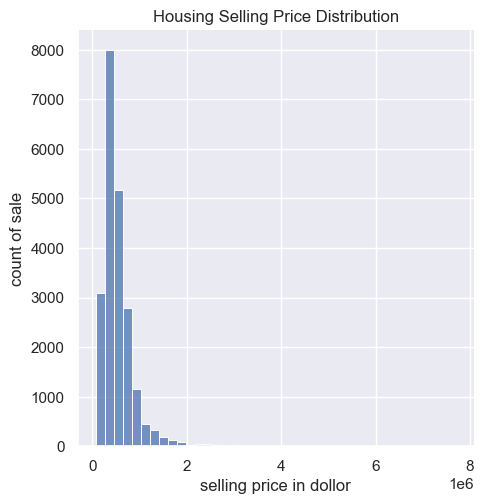 Housing Selling Price Distribution
8000
7000
6000
5000
4000
3000
2000
1000
0
count of sale
0 2 4 6 8
1e6
selling price in dollor